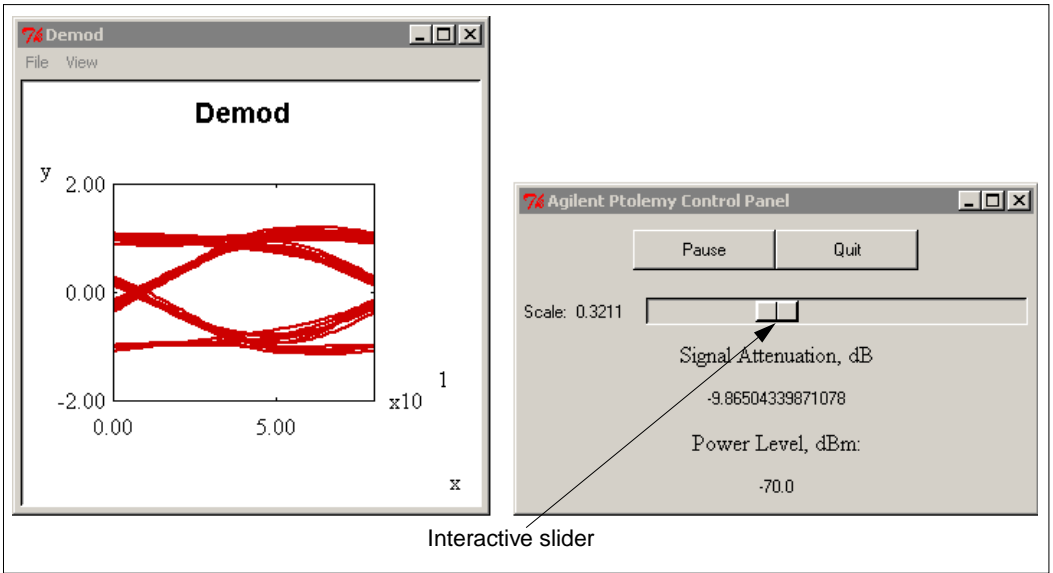 Demod
File View
Demod
y
2.00
0.00
-2.00
0.00 5.00
x10
1
x
Agilent Ptolemy Control Panel
Pause Quit
Scale: 0.3211
Signal Attenuation, dB
-9.86504339871078
Power Level, dBm:
-70.0
Interactive slider